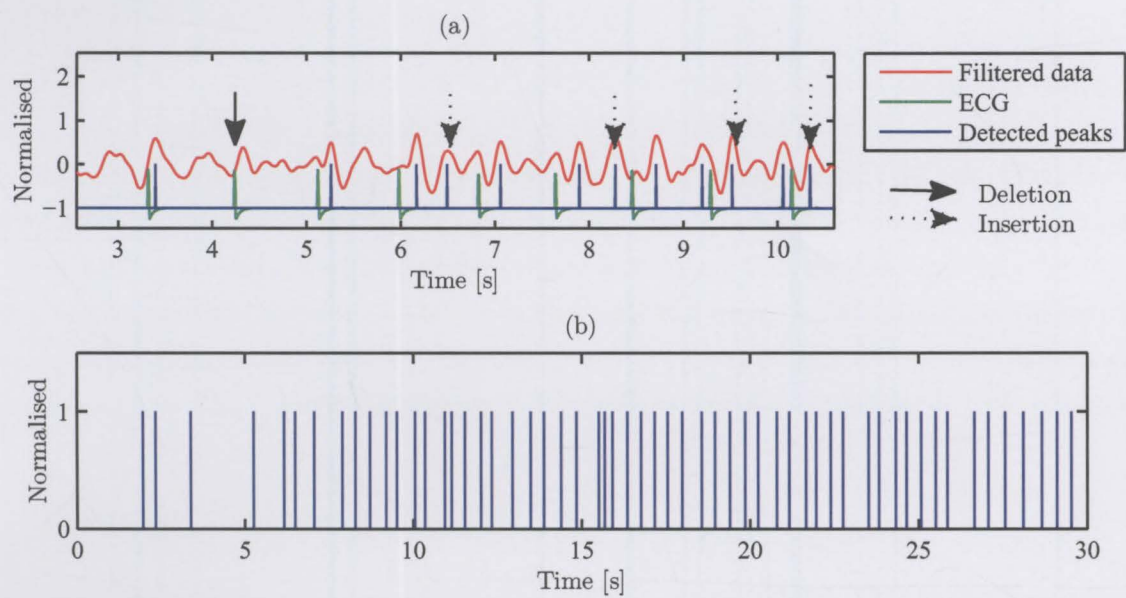 (a)
2
1
0
−1
Normalised
3 4 5 6 7 8 9 10
Time [s]
Filitered data
ECG
Detected peaks
Deletion
Insertion
(b)
1
0
Normalised
0 5 10 15 20 25 30
Time [s]